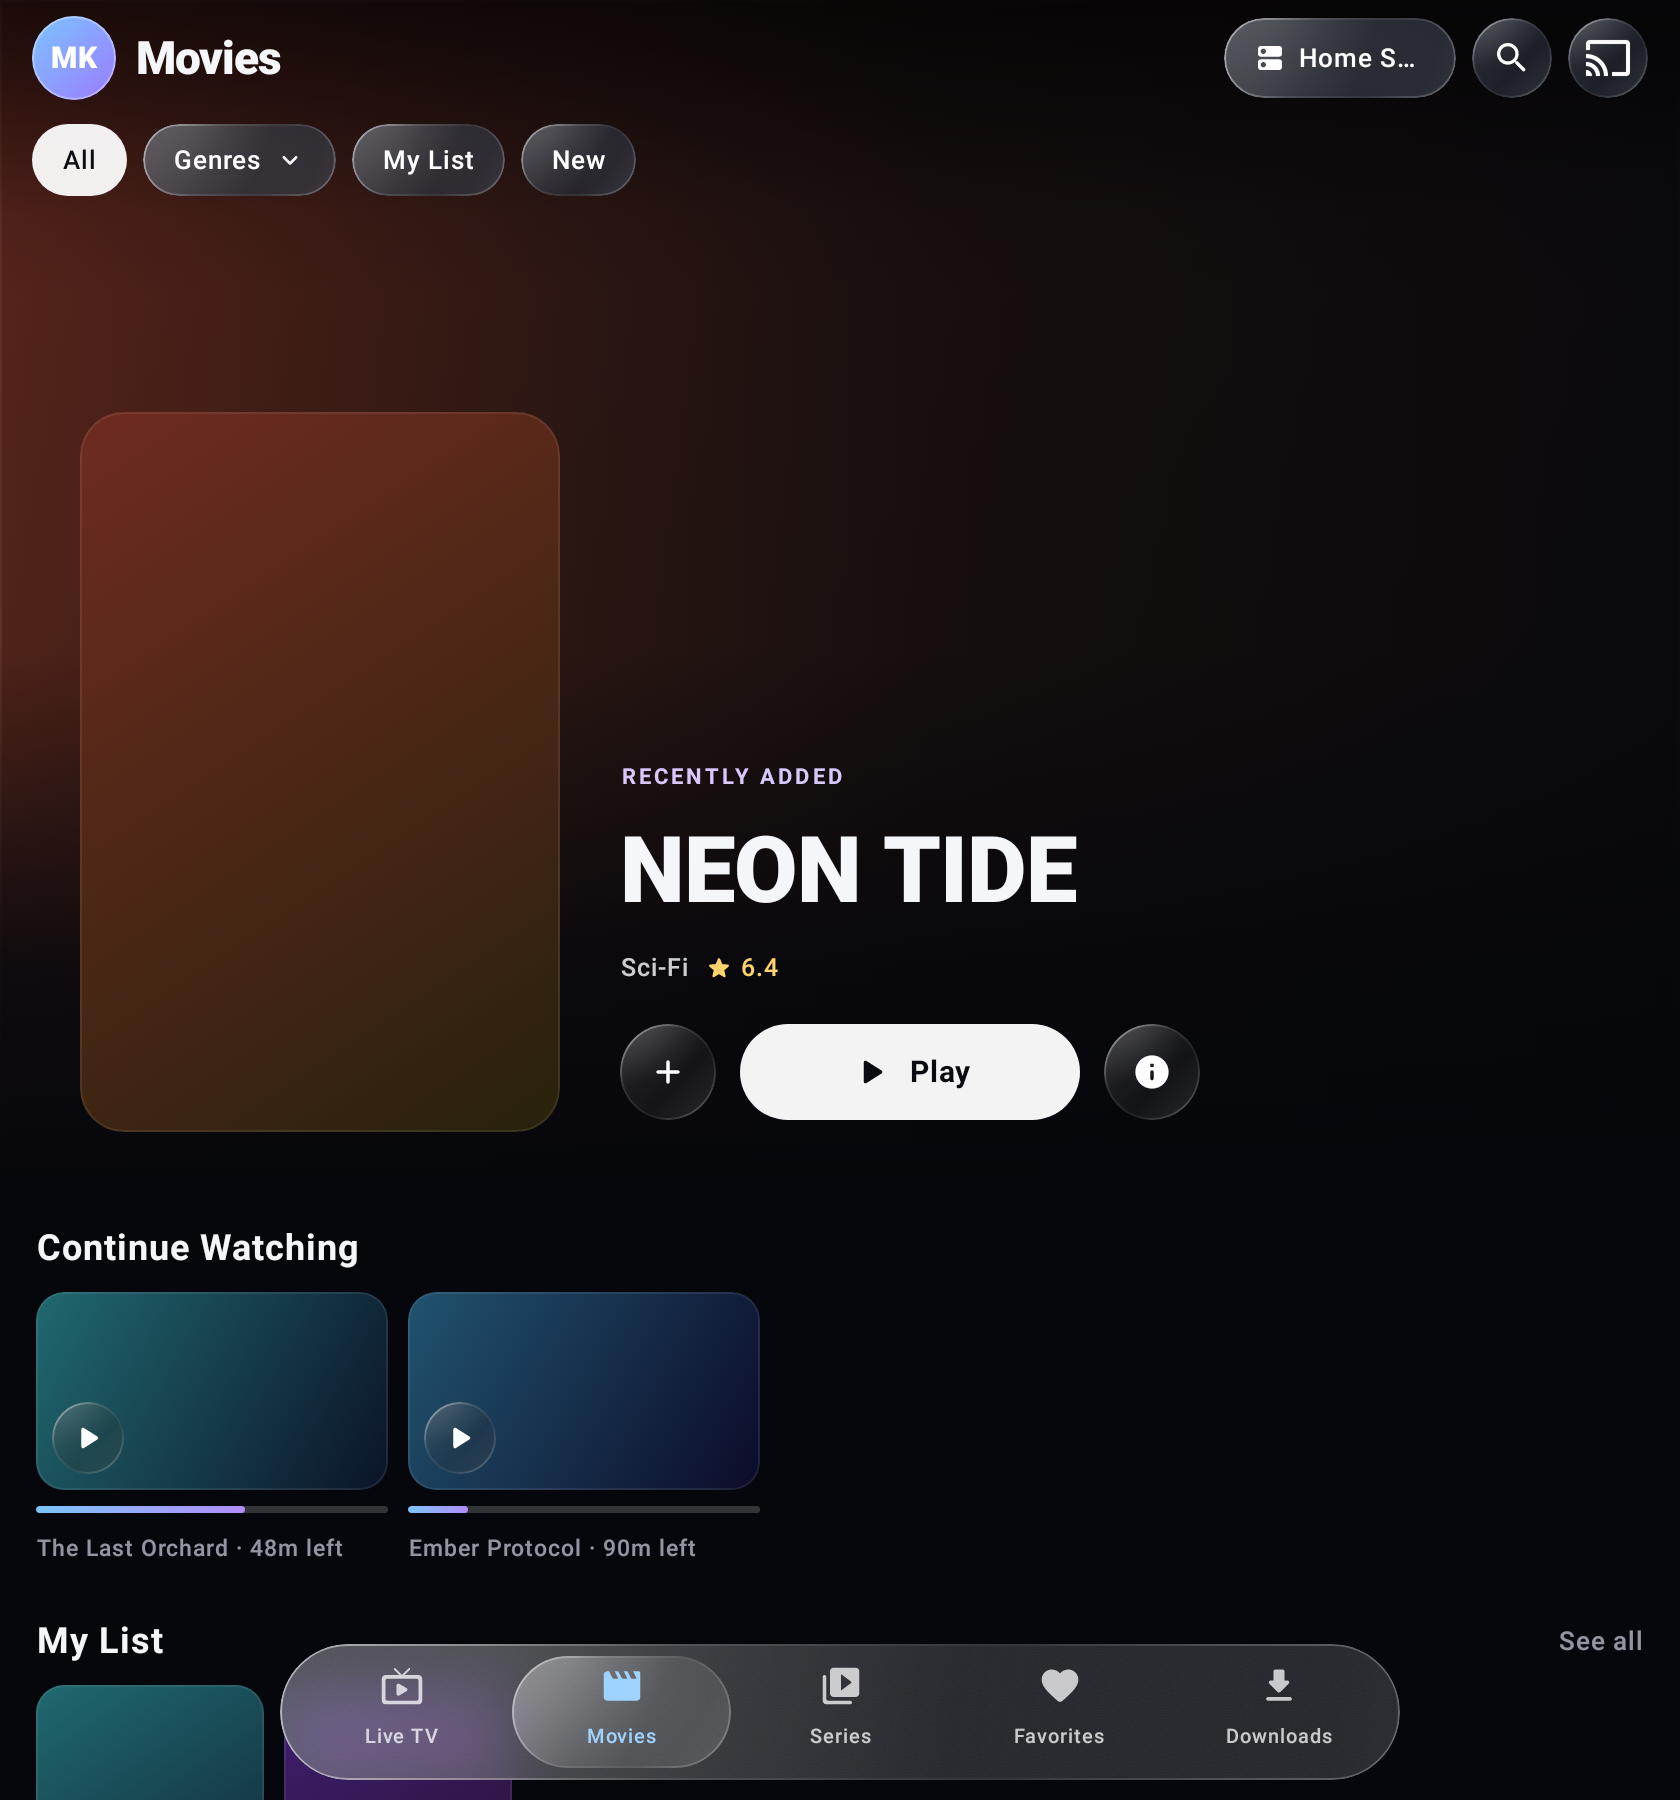 MK Movies Home S...
All Genres My List New
RECENTLY ADDED
NEON TIDE
Sci-Fi 6.4
Play
Continue Watching
The Last Orchard · 48m left Ember Protocol · 90m left
My List See all
Live TV Movies Series Favorites Downloads